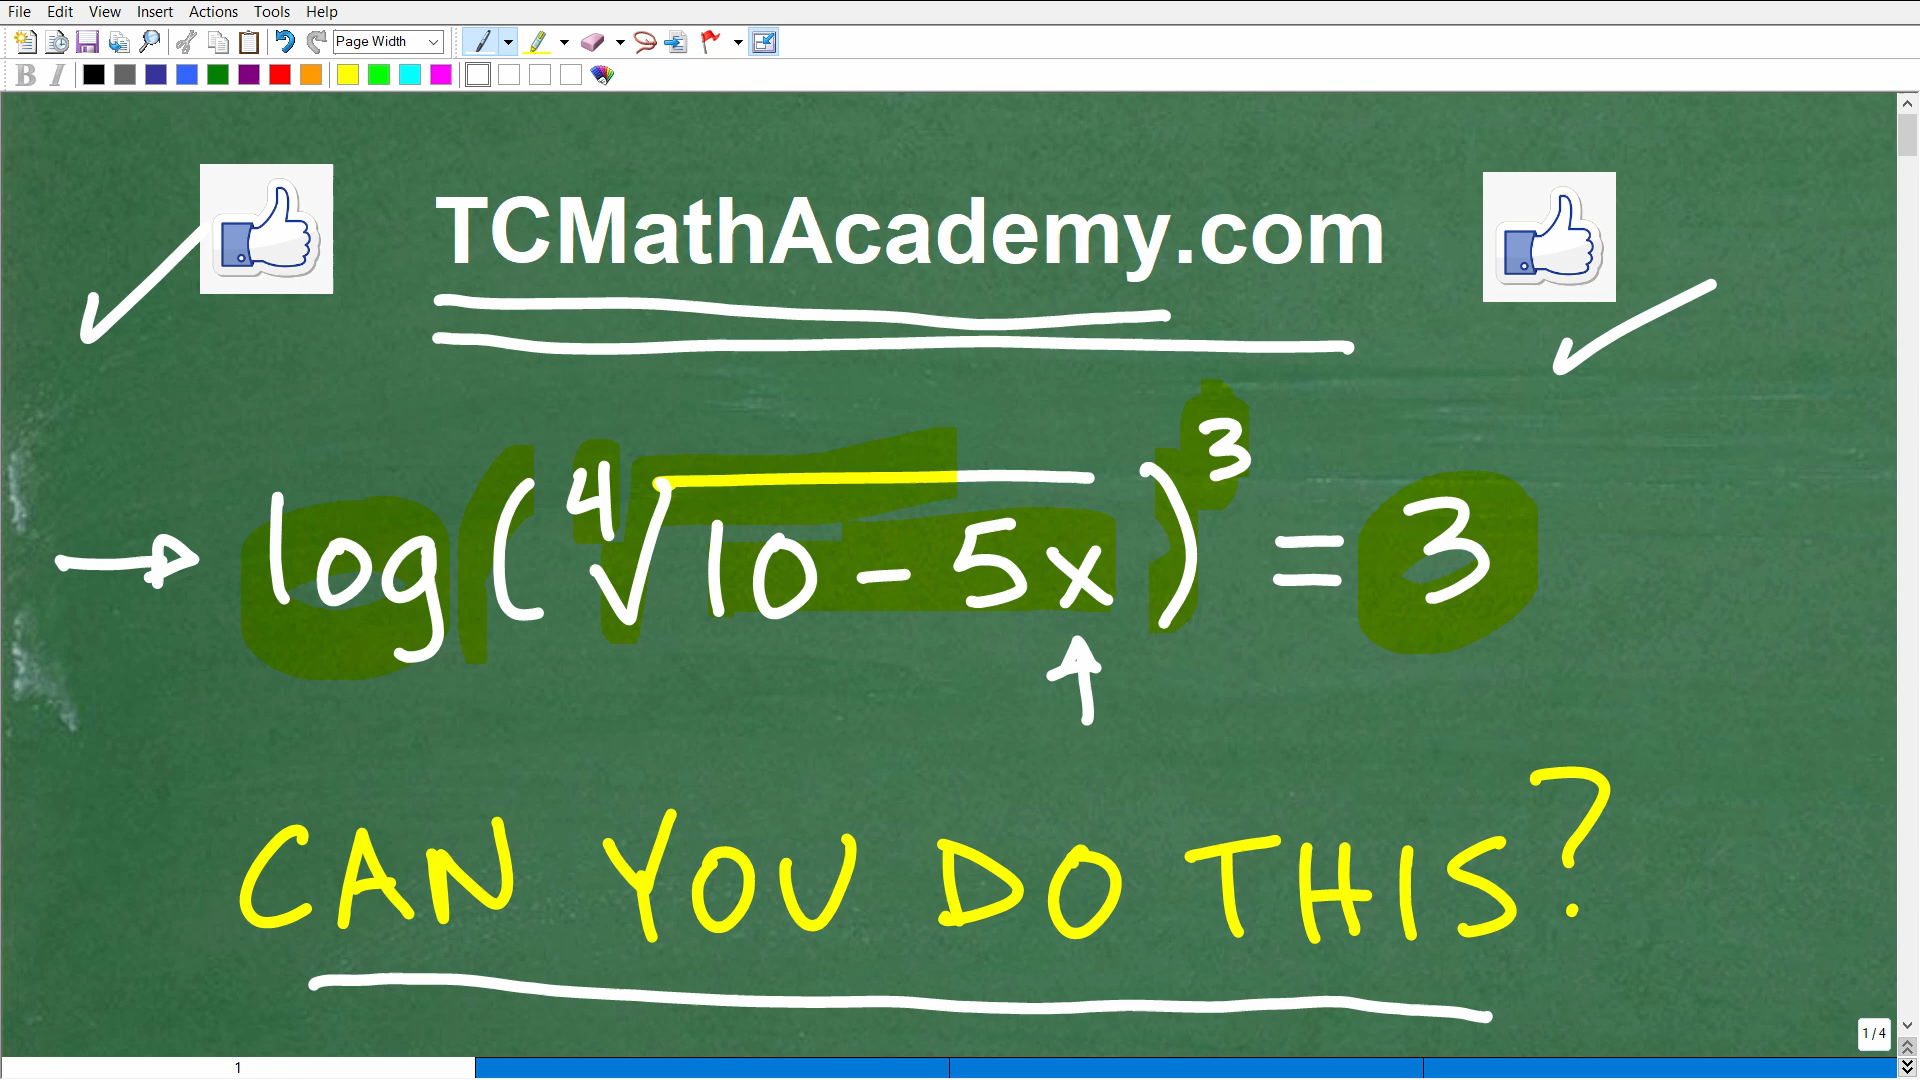 File Edit View Insert Actions Tools Help
Page Width
B I
TCMathAcademy.com
log(∜(10-5x))³ = 3
CAN YOU DO THIS?
1 / 4
1